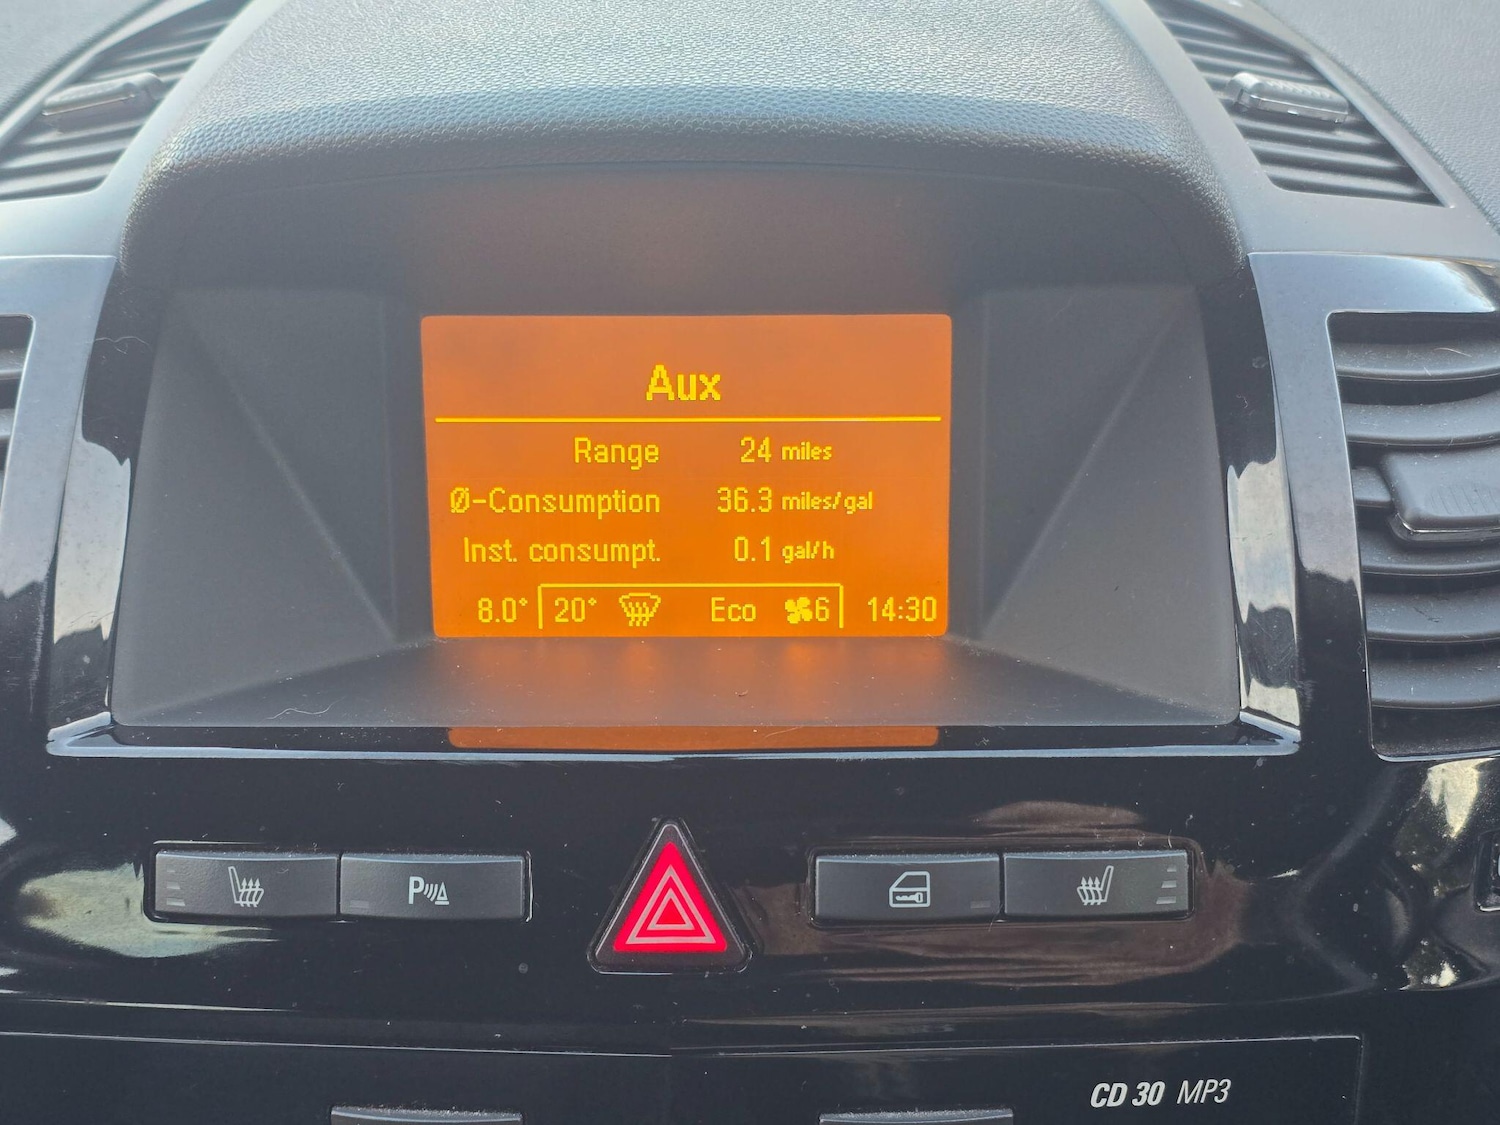 Aux
Range 24 miles
Ø-Consumption 36.3 miles/gal
Inst. consumpt. 0.1 gal/h
8.0° 20° Eco 6 14:30
P
CD 30 MP3